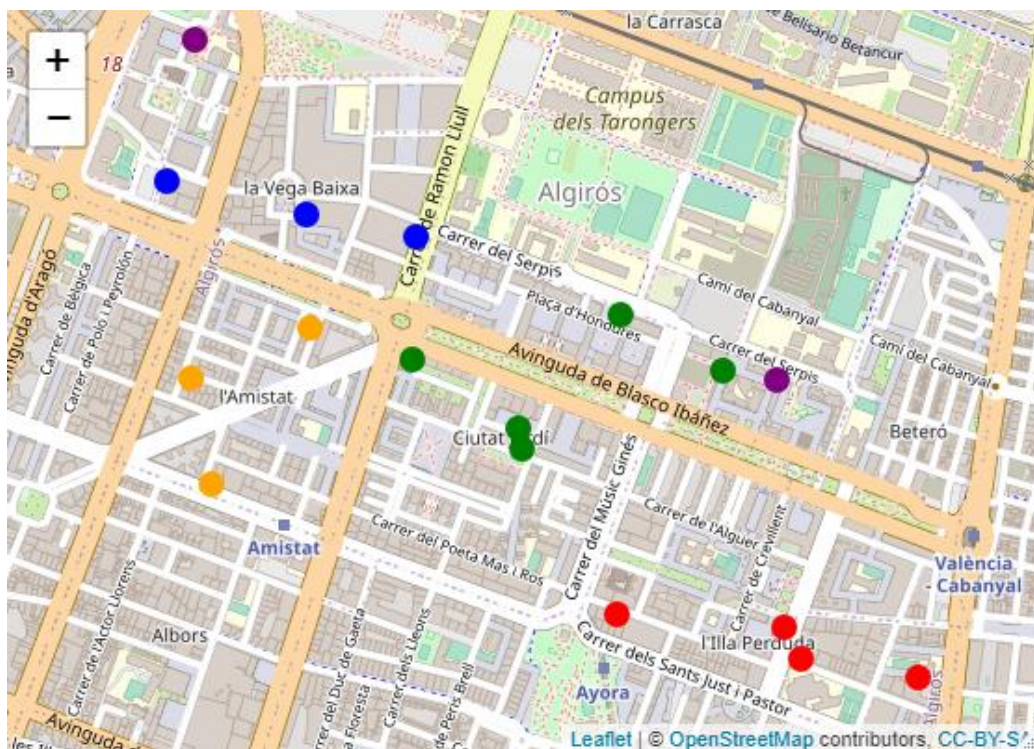 la Carrasca
de Belisario Betancur
+
−
18
Campus
dels Tarongers
Carrer de Ramon Llull
Algirós
la Vega Baixa
Carrer del Serpis
Algirós
Avinguda d'Aragó
Carrer de Bèlgica
Carrer de Polo i Peyrolón
Plaça d'Hondures
Camí del Cabanyal
Carrer del Serpis
Camí del Cabanyal
Avinguda de Blasco Ibáñez
l'Amistat
Ciutat Jardí
Beteró
Carrer del Músic Ginés
Carrer de l'Alguer
Carrer de Crevillent
Amistat
Carrer del Poeta Mas i Ros
València
- Cabanyal
Carrer de l'Actor Llorens
Albors
Carrer del Duc de Gaeta
Carrer dels Lleons
l'Illa Perduda
Carrer dels Sants Just i Pastor
Ayora
Algirós
Floresta
de Peris Brell
Avinguda
Leaflet | © OpenStreetMap contributors, CC-BY-SA